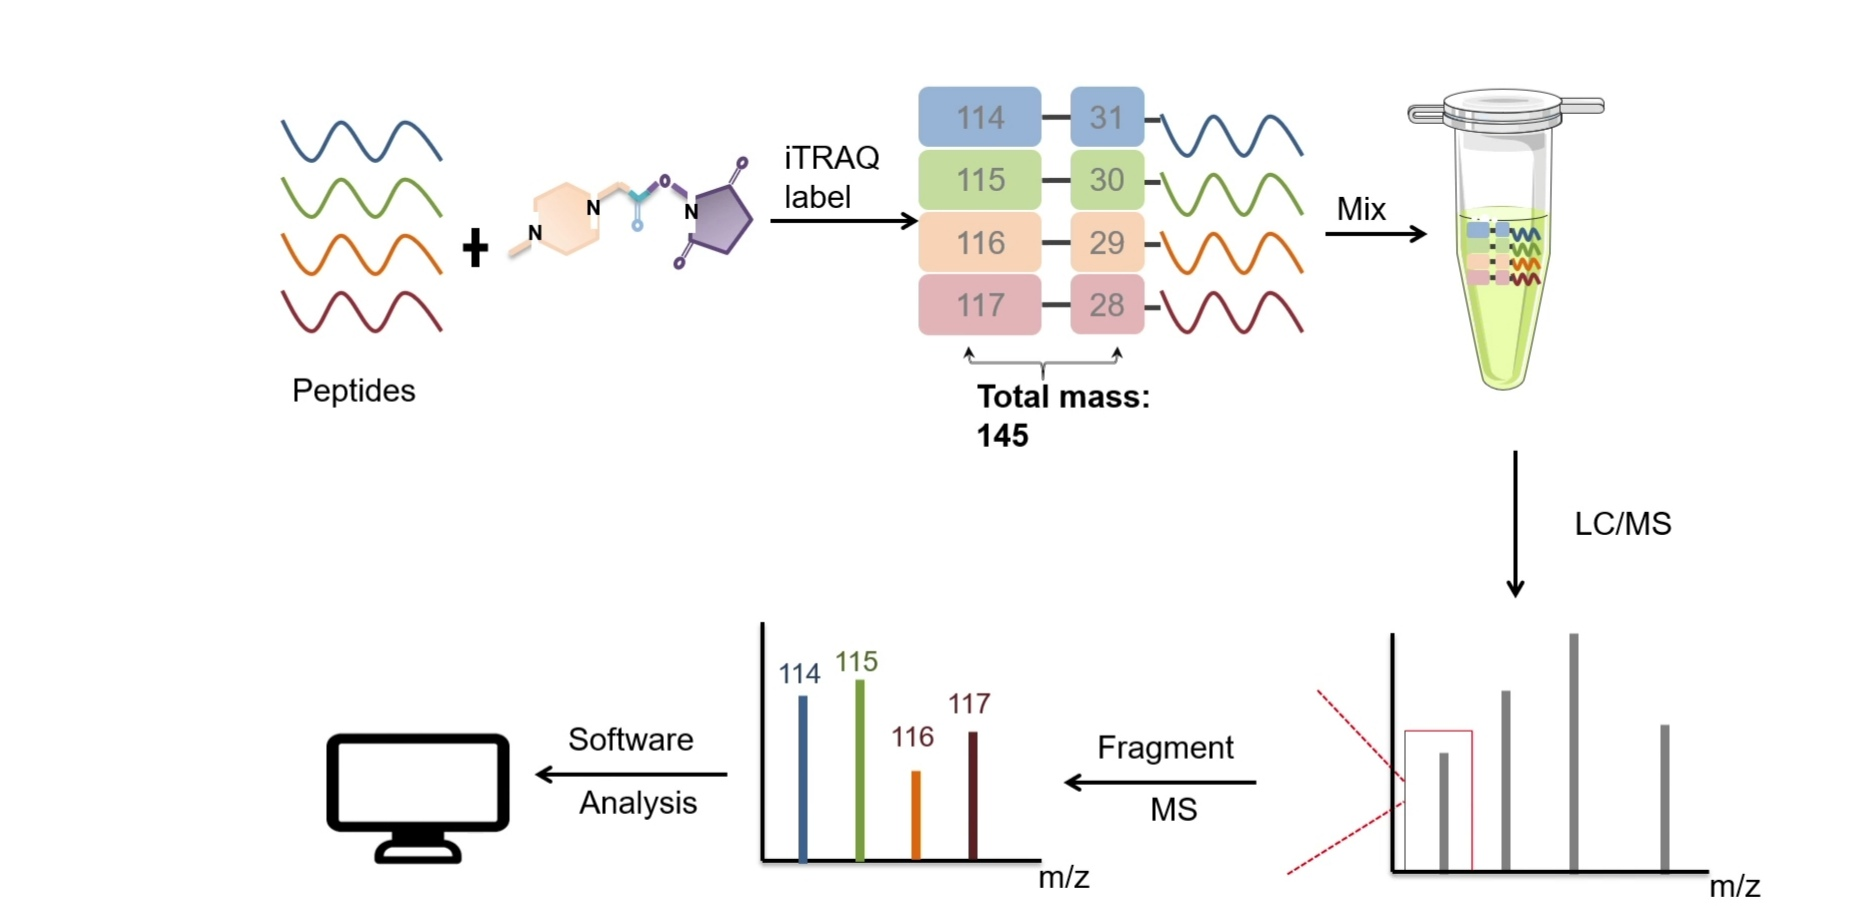 N
N
O
O
N
O
O
iTRAQ
label
114
31
115
30
116
29
117
28
Mix
Peptides
Total mass:
145
LC/MS
114
115
116
117
m/z
Software
Analysis
Fragment
MS
m/z